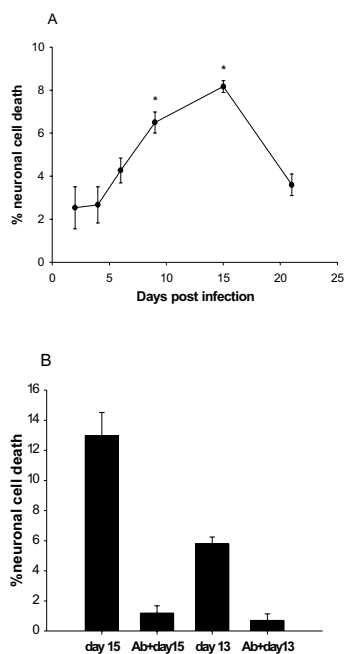 A
10
8
6
4
2
0
% neuronal cell death
*
*
0 5 10 15 20 25
Days post infection
B
16
14
12
10
8
6
4
2
0
%neuronal cell death
day 15 Ab+day15 day 13 Ab+day13